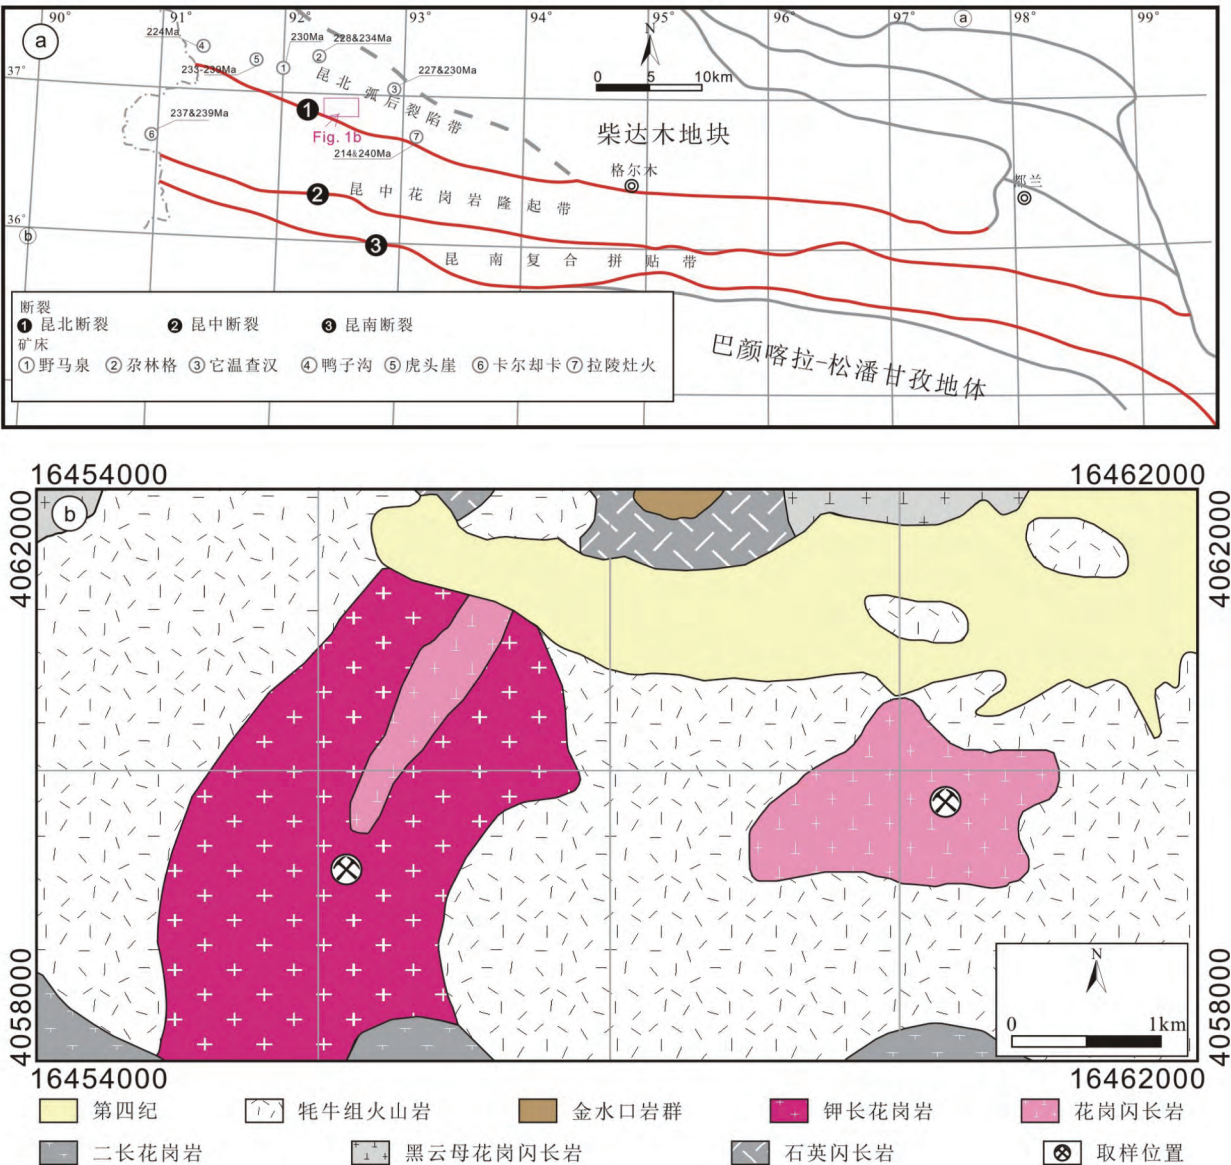 90° 91° 92° 93° 94° 95° 96° 97° ⓐ 98° 99°
ⓐ
224Ma ④
230Ma ①
228&234Ma ②
233-239Ma ⑤
227&230Ma ③
37°
昆北弧后裂陷带
N
0 5 10km
237&239Ma ⑥
❶
Fig. 1b
⑦
214&240Ma
柴达木地块
格尔木
都兰
❷
昆中花岗岩隆起带
36°
ⓑ
❸
昆南复合拼贴带
巴颜喀拉-松潘甘孜地体
断裂
❶昆北断裂 ❷昆中断裂 ❸昆南断裂
矿床
①野马泉 ②尕林格 ③它温查汉 ④鸭子沟 ⑤虎头崖 ⑥卡尔却卡 ⑦拉陵灶火
16454000 16462000
4062000 4062000
ⓑ
N
0 1km
4058000 4058000
16454000 16462000
第四纪 牦牛组火山岩 金水口岩群 钾长花岗岩 花岗闪长岩
二长花岗岩 黑云母花岗闪长岩 石英闪长岩 取样位置